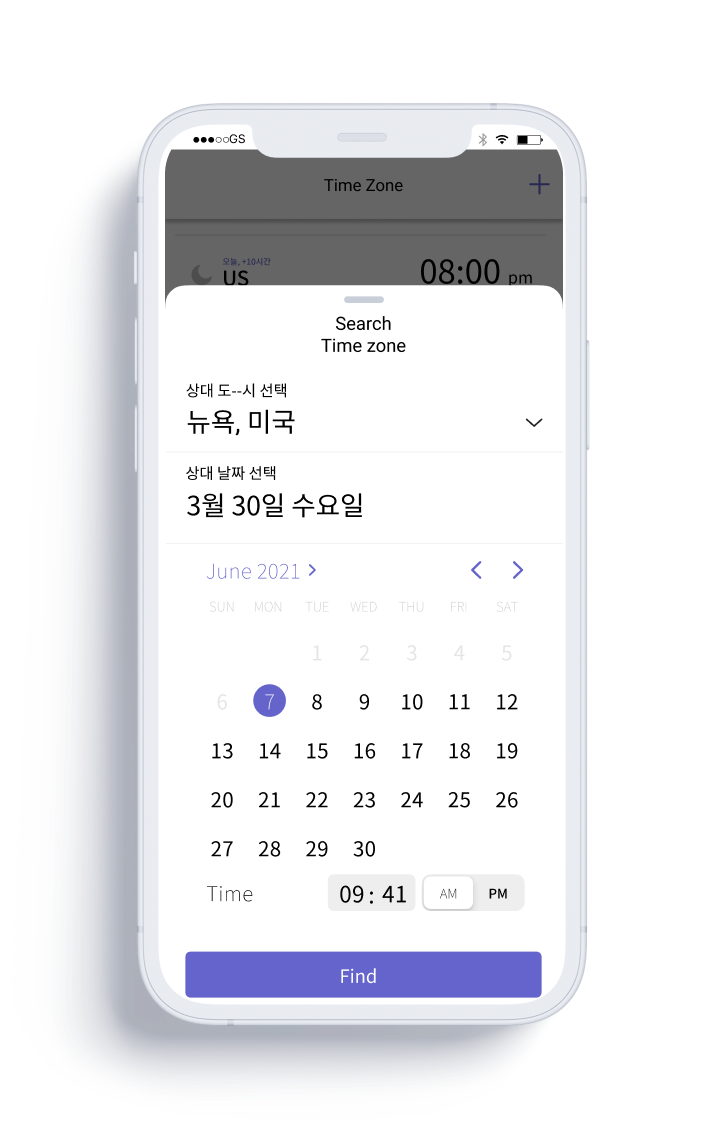 ●●●○○GS
Time Zone
+
오늘, +10시간
US
08:00 pm
Search
Time zone
상대 도--시 선택
뉴욕, 미국
상대 날짜 선택
3월 30일 수요일
June 2021 >
< >
SUN MON TUE WED THU FRI SAT
1 2 3 4 5
6 7 8 9 10 11 12
13 14 15 16 17 18 19
20 21 22 23 24 25 26
27 28 29 30
Time 09: 41 AM PM
Find